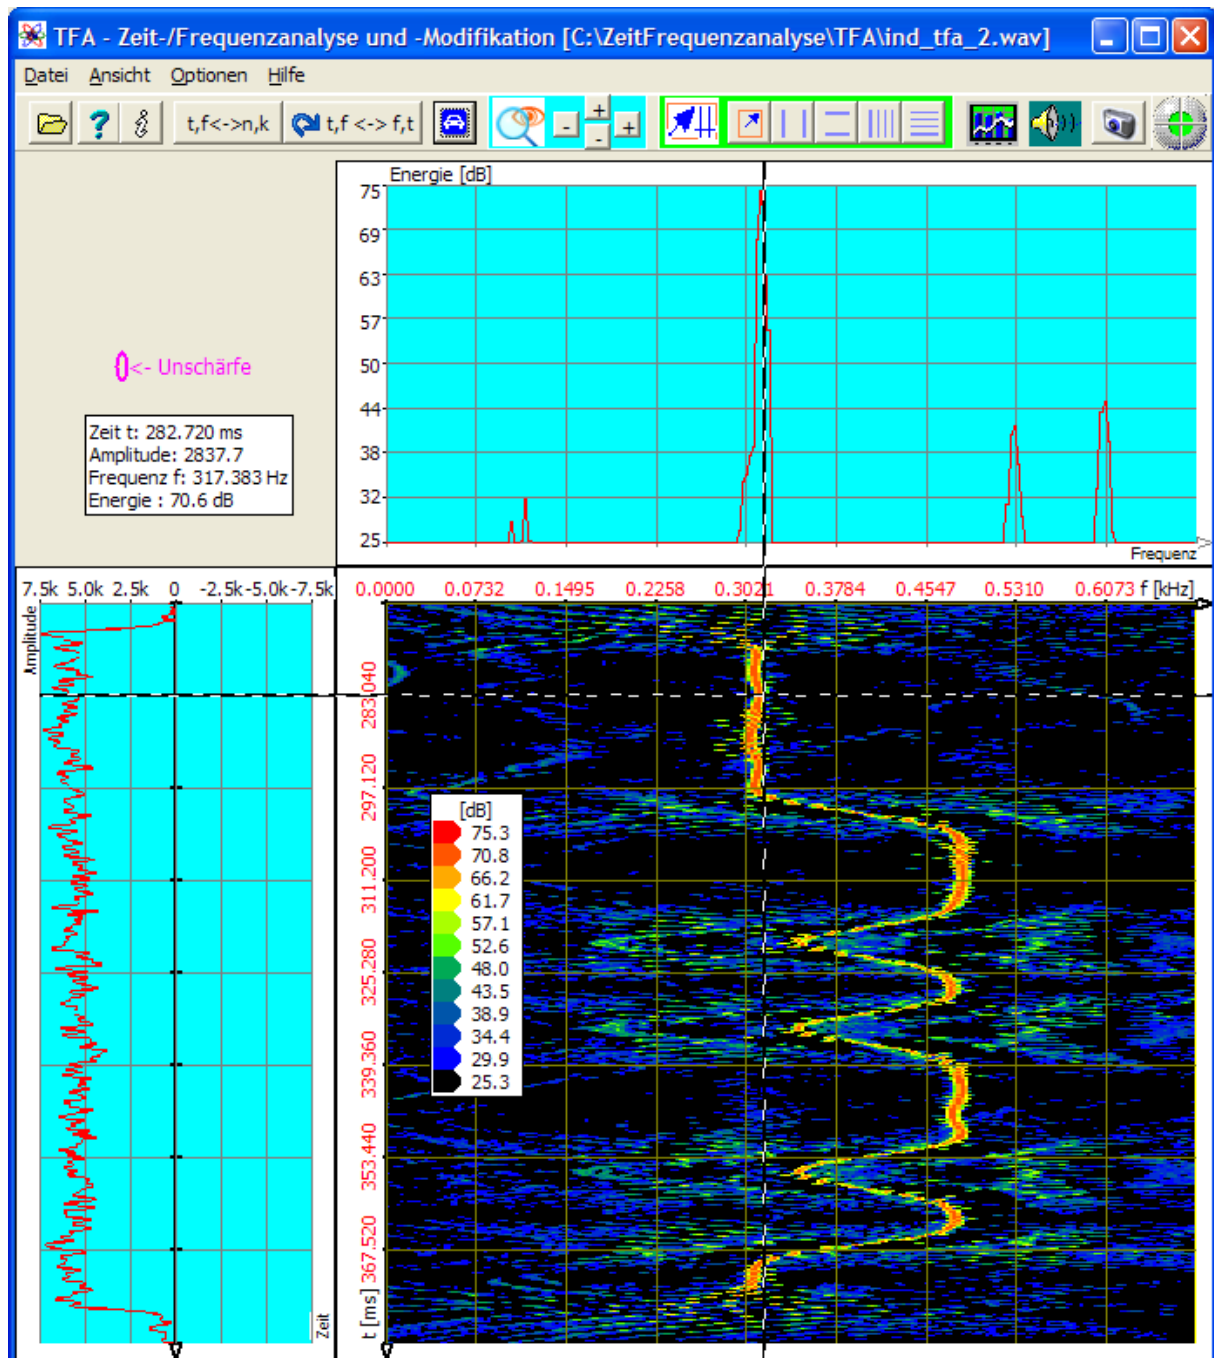 TFA - Zeit-/Frequenzanalyse und -Modifikation [C:\ZeitFrequenzanalyse\TFA\ind_tfa_2.wav]
Datei Ansicht Optionen Hilfe
t,f<->n,k t,f <-> f,t - + - +
Energie [dB]
75
69
63
57
50
44
38
32
25
Frequenz
<- Unschärfe
Zeit t: 282.720 ms
Amplitude: 2837.7
Frequenz f: 317.383 Hz
Energie : 70.6 dB
7.5k 5.0k 2.5k 0 -2.5k -5.0k -7.5k
Amplitude
Zeit
0.0000 0.0732 0.1495 0.2258 0.3021 0.3784 0.4547 0.5310 0.6073 f [kHz]
283.040
297.120
311.200
325.280
339.360
353.440
367.520
t [ms]
[dB]
75.3
70.8
66.2
61.7
57.1
52.6
48.0
43.5
38.9
34.4
29.9
25.3